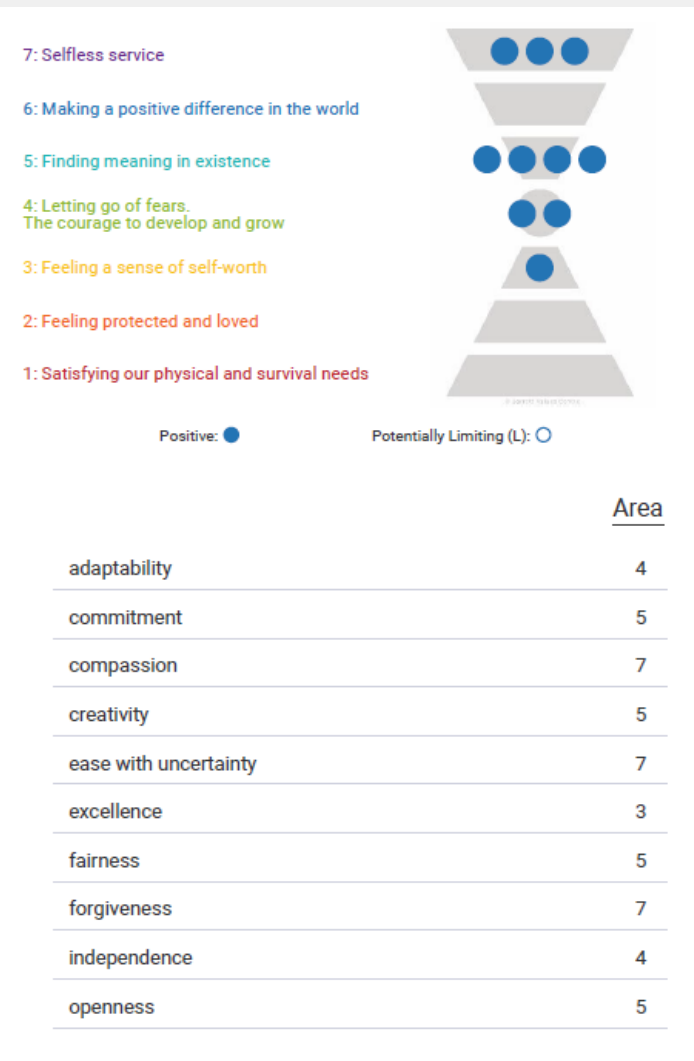 7: Selfless service
6: Making a positive difference in the world
5: Finding meaning in existence
4: Letting go of fears.
The courage to develop and grow
3: Feeling a sense of self-worth
2: Feeling protected and loved
1: Satisfying our physical and survival needs
Positive:
Potentially Limiting (L):
Area
adaptability 4
commitment 5
compassion 7
creativity 5
ease with uncertainty 7
excellence 3
fairness 5
forgiveness 7
independence 4
openness 5